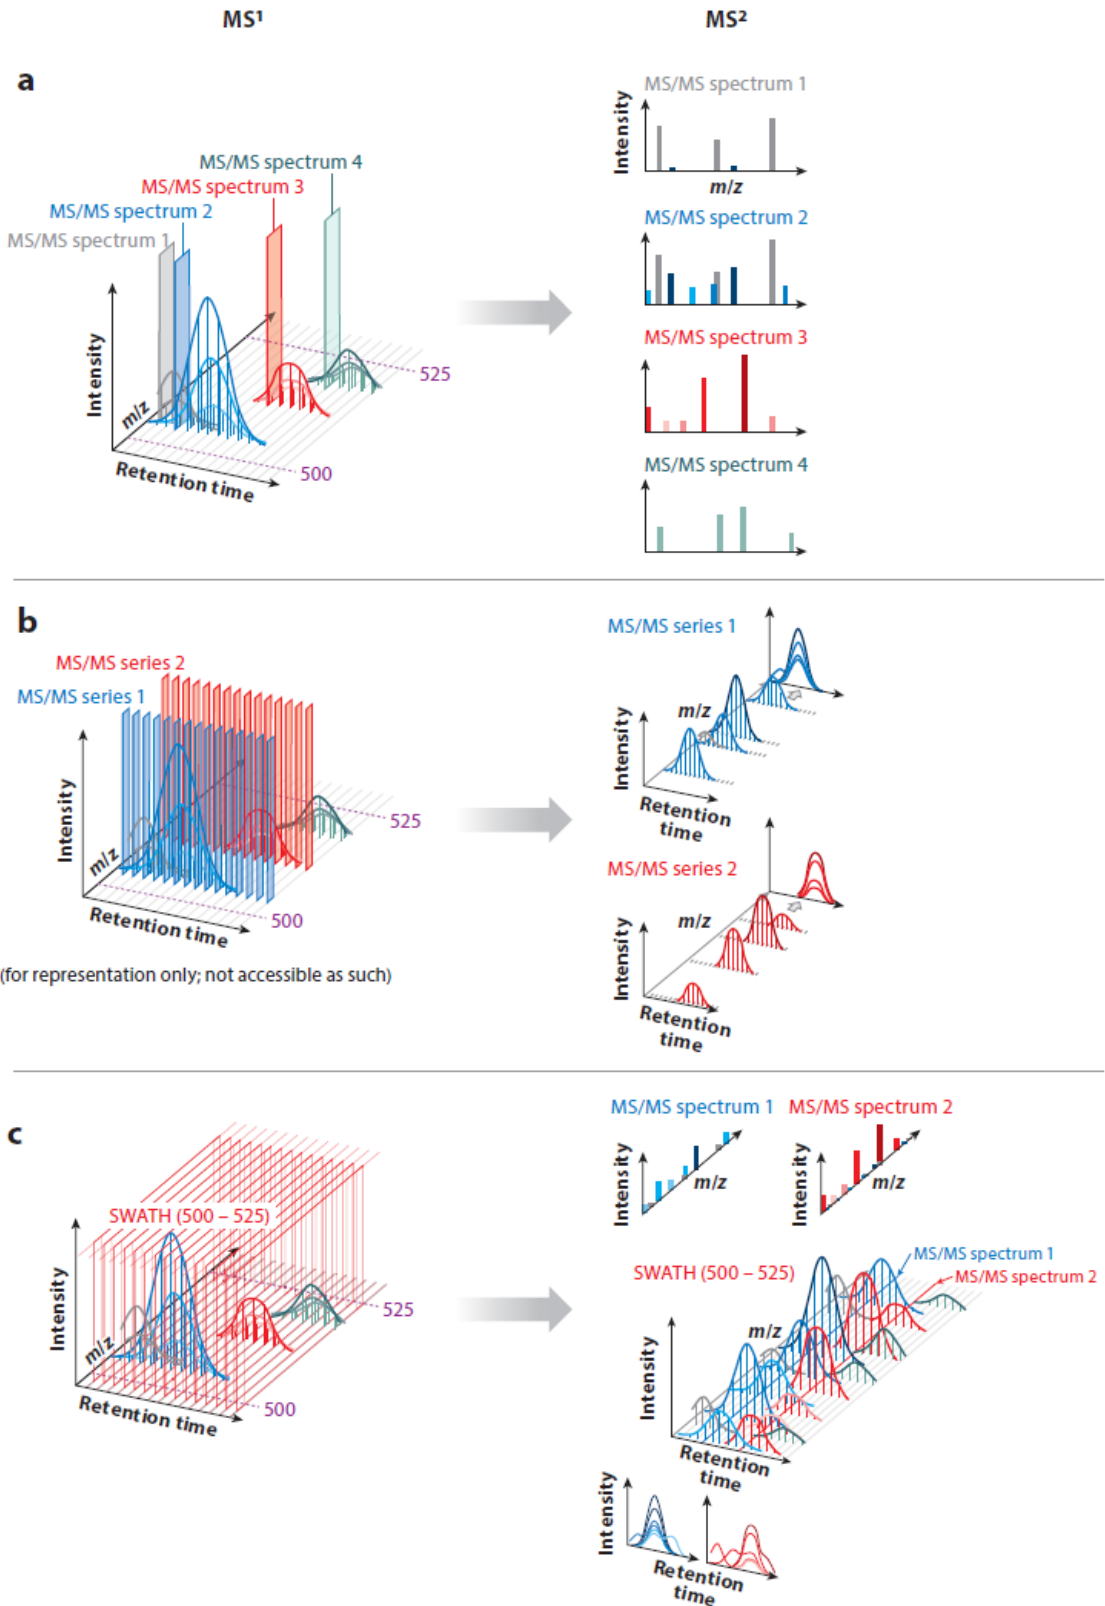 MS¹
MS²
a
MS/MS spectrum 4
MS/MS spectrum 3
MS/MS spectrum 2
MS/MS spectrum 1
Intensity
m/z
525
500
Retention time
MS/MS spectrum 1
Intensity
m/z
MS/MS spectrum 2
MS/MS spectrum 3
MS/MS spectrum 4
b
MS/MS series 2
MS/MS series 1
Intensity
m/z
525
500
Retention time
(for representation only; not accessible as such)
MS/MS series 1
m/z
Intensity
Retention
time
MS/MS series 2
m/z
Intensity
Retention
time
c
SWATH (500 – 525)
Intensity
m/z
525
500
Retention time
MS/MS spectrum 1
MS/MS spectrum 2
Intensity
m/z
Intensity
m/z
SWATH (500 – 525)
MS/MS spectrum 1
MS/MS spectrum 2
m/z
Intensity
Retention
time
Intensity
Retention
time